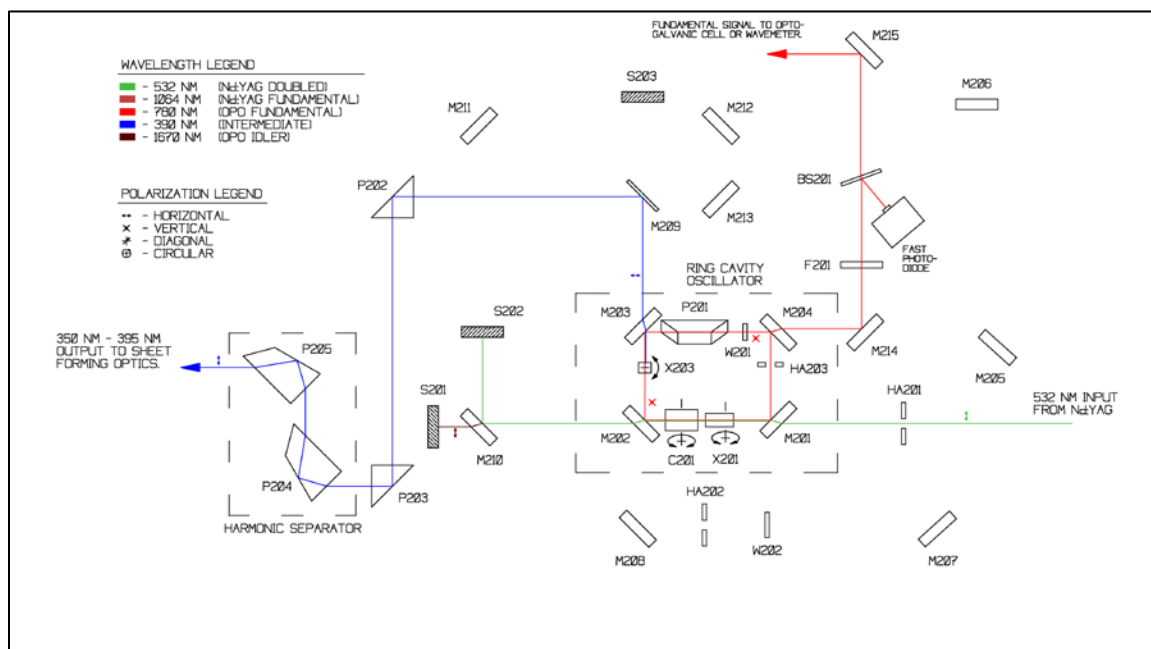 FUNDAMENTAL SIGNAL TO OPTO-
GALVANIC CELL OR WAVEMETER.
M215
WAVELENGTH LEGEND
- 532 NM (Nd:YAG DOUBLED)
- 1064 NM (Nd:YAG FUNDAMENTAL)
- 780 NM (OPO FUNDAMENTAL)
- 390 NM (INTERMEDIATE)
- 1670 NM (OPO IDLER)
S203
M206
M211
M212
POLARIZATION LEGEND
- HORIZONTAL
- VERTICAL
- DIAGONAL
- CIRCULAR
P202
BS201
M209
M213
FAST
PHOTO-
DIODE
F201
RING CAVITY
OSCILLATOR
S202
M203
P201
M204
W201
M214
350 NM - 395 NM
OUTPUT TO SHEET
FORMING OPTICS.
P205
X203
HA203
M205
S201
HA201
532 NM INPUT
FROM Nd:YAG
M210
M202
C201
X201
M201
P204
P203
HARMONIC SEPARATOR
HA202
M208
W202
M207